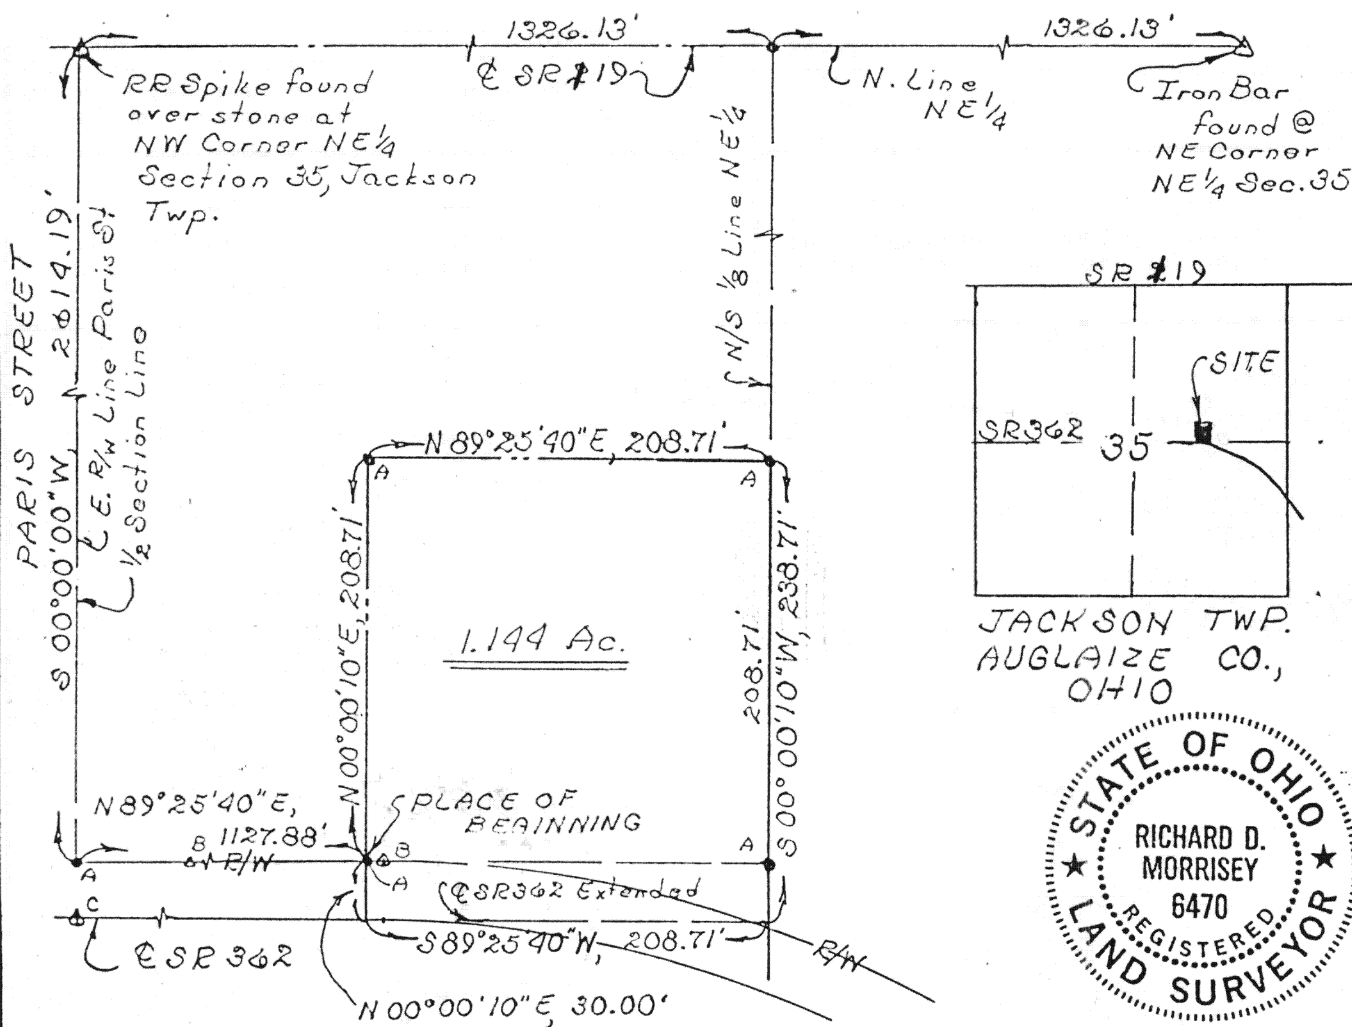 1326.13'
1326.13'
℄ SR 219
N. Line
NE¼
RR Spike found
over stone at
NW Corner NE¼
Section 35, Jackson
Twp.
Iron Bar
found @
NE Corner
NE¼ Sec. 35
PARIS STREET
S 00°00'00"W, 2614.19'
E. R/W Line Paris St
½ Section Line
N/S ⅛ Line NE¼
SR 219
SITE
SR362
35
JACKSON TWP.
AUGLAIZE CO.,
OHIO
N 89°25'40"E, 208.71'
A
A
N 00°00'10"E, 208.71'
1.144 Ac.
208.71'
S 00°00'10"W, 238.71'
N 89°25'40"E,
1127.88'
PLACE OF
BEAINNING
B
R/W
B
A
A
A
℄ SR362 Extended
C
℄ SR 362
S 89°25'40"W, 208.71'
R/W
N 00°00'10"E, 30.00'
STATE OF OHIO
RICHARD D.
MORRISEY
6470
REGISTERED
LAND SURVEYOR